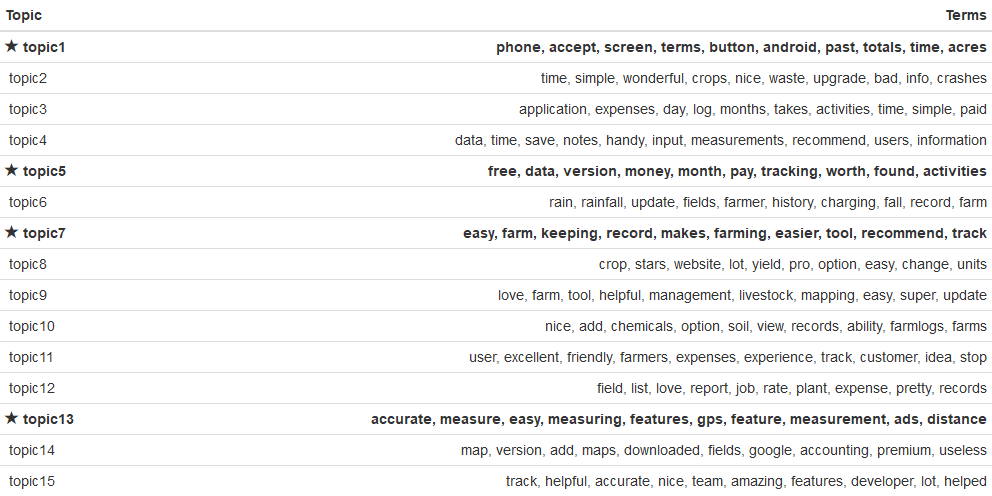 Topic Terms
★ topic1 phone, accept, screen, terms, button, android, past, totals, time, acres
topic2 time, simple, wonderful, crops, nice, waste, upgrade, bad, info, crashes
topic3 application, expenses, day, log, months, takes, activities, time, simple, paid
topic4 data, time, save, notes, handy, input, measurements, recommend, users, information
★ topic5 free, data, version, money, month, pay, tracking, worth, found, activities
topic6 rain, rainfall, update, fields, farmer, history, charging, fall, record, farm
★ topic7 easy, farm, keeping, record, makes, farming, easier, tool, recommend, track
topic8 crop, stars, website, lot, yield, pro, option, easy, change, units
topic9 love, farm, tool, helpful, management, livestock, mapping, easy, super, update
topic10 nice, add, chemicals, option, soil, view, records, ability, farmlogs, farms
topic11 user, excellent, friendly, farmers, expenses, experience, track, customer, idea, stop
topic12 field, list, love, report, job, rate, plant, expense, pretty, records
★ topic13 accurate, measure, easy, measuring, features, gps, feature, measurement, ads, distance
topic14 map, version, add, maps, downloaded, fields, google, accounting, premium, useless
topic15 track, helpful, accurate, nice, team, amazing, features, developer, lot, helped